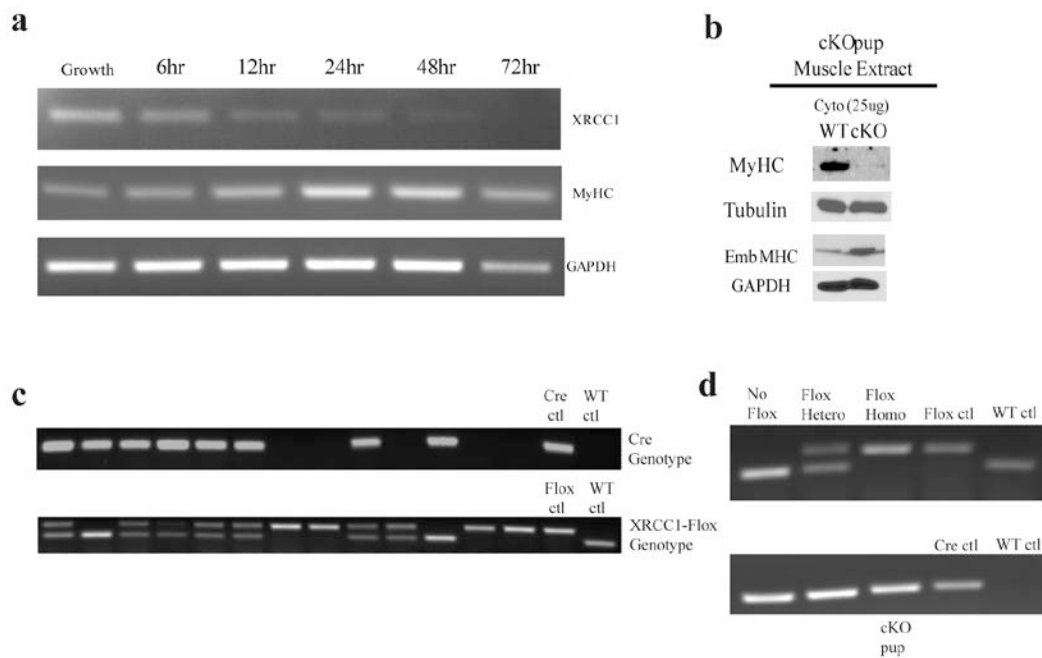 a
Growth 6hr 12hr 24hr 48hr 72hr
XRCC1
MyHC
GAPDH
b
cKOpup
Muscle Extract
Cyto (25ug)
WT cKO
MyHC
Tubulin
Emb MHC
GAPDH
c
Cre ctl
WT ctl
Cre
Genotype
Flox ctl
WT ctl
XRCC1-Flox
Genotype
d
No Flox
Flox Hetero
Flox Homo
Flox ctl
WT ctl
Cre ctl
WT ctl
cKO
pup